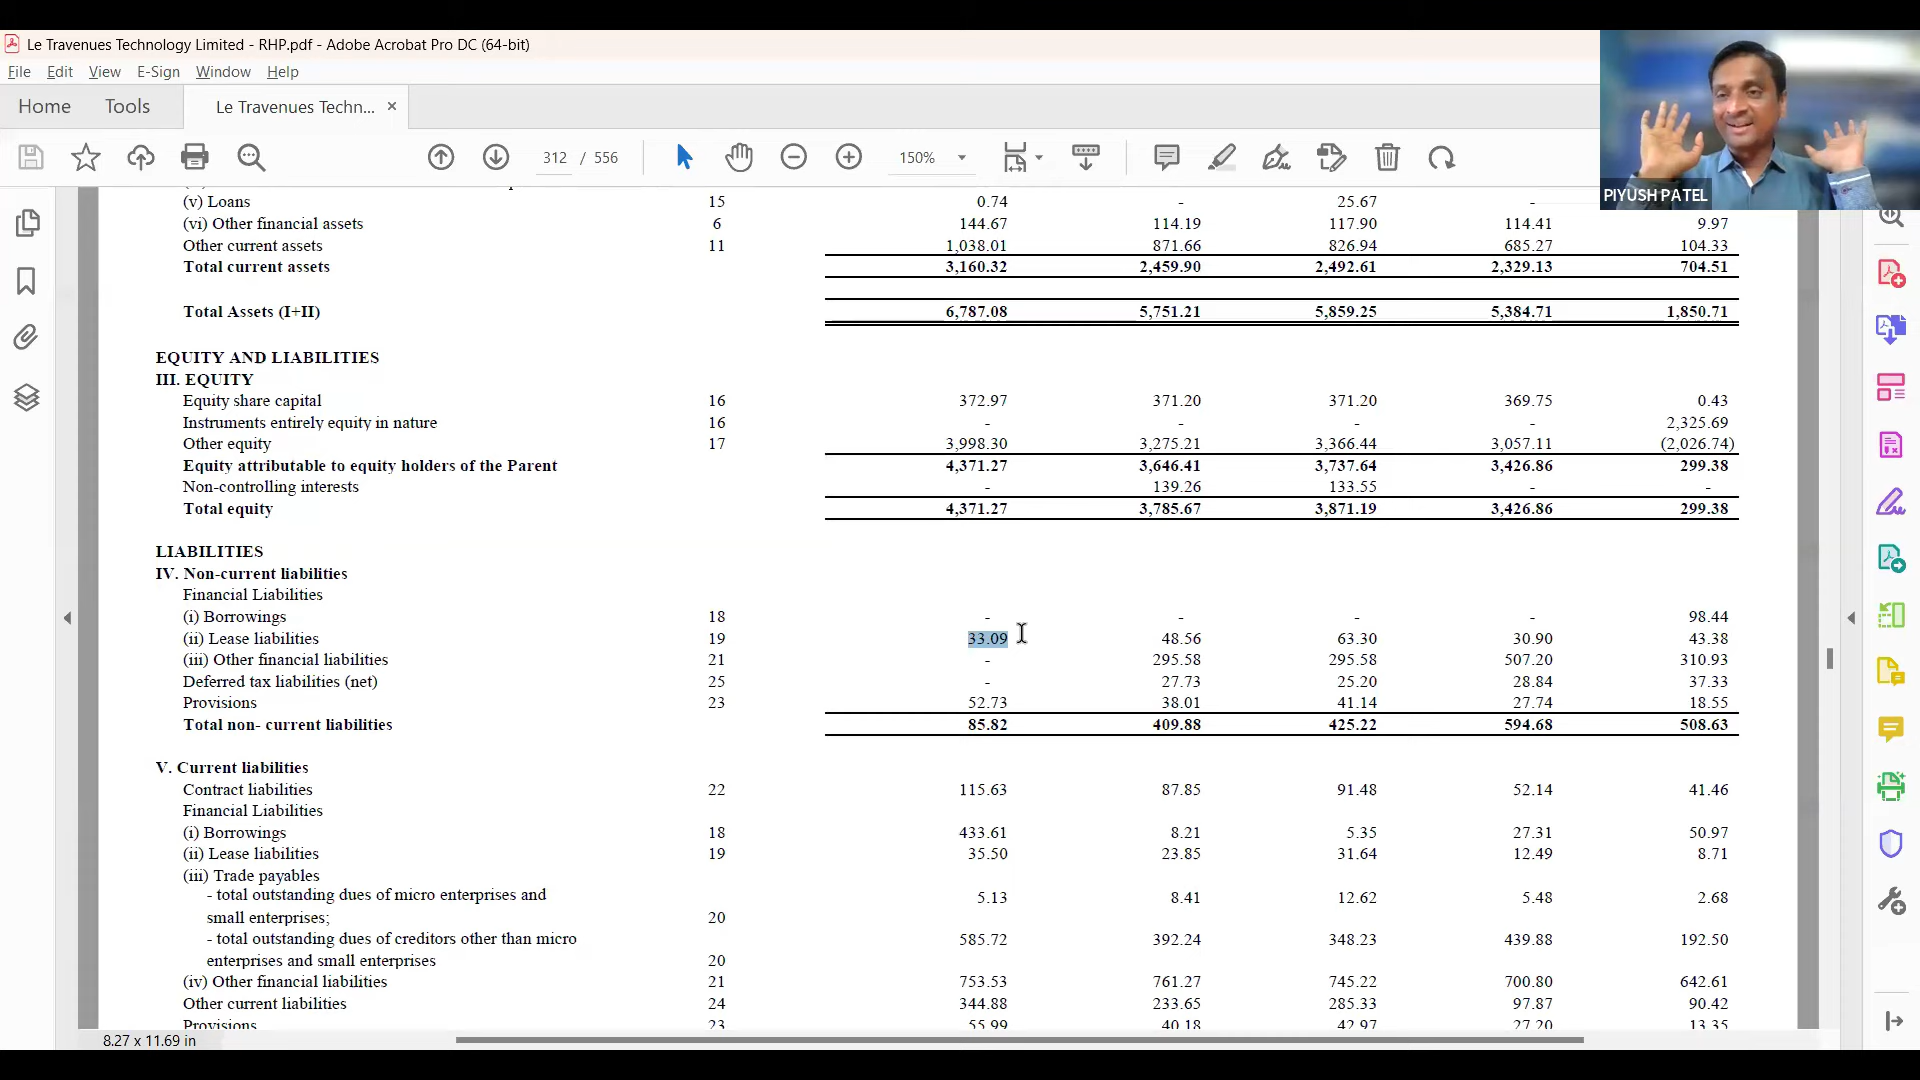 Le Travenues Technology Limited - RHP.pdf - Adobe Acrobat Pro DC (64-bit)
File Edit View E-Sign Window Help
Home Tools Le Travenues Techn... ×
312 / 556 150%
PIYUSH PATEL
(v) Loans 15 0.74 - 25.67 - 9.97
(vi) Other financial assets 6 144.67 114.19 117.90 114.41 9.97
Other current assets 11 1,038.01 871.66 826.94 685.27 104.33
Total current assets 3,160.32 2,459.90 2,492.61 2,329.13 704.51
Total Assets (I+II) 6,787.08 5,751.21 5,859.25 5,384.71 1,850.71
EQUITY AND LIABILITIES
III. EQUITY
Equity share capital 16 372.97 371.20 371.20 369.75 0.43
Instruments entirely equity in nature 16 - - - - 2,325.69
Other equity 17 3,998.30 3,275.21 3,366.44 3,057.11 (2,026.74)
Equity attributable to equity holders of the Parent 4,371.27 3,646.41 3,737.64 3,426.86 299.38
Non-controlling interests - 139.26 133.55 - -
Total equity 4,371.27 3,785.67 3,871.19 3,426.86 299.38
LIABILITIES
IV. Non-current liabilities
Financial Liabilities
(i) Borrowings 18 - - - - 98.44
(ii) Lease liabilities 19 33.09 48.56 63.30 30.90 43.38
(iii) Other financial liabilities 21 - 295.58 295.58 507.20 310.93
Deferred tax liabilities (net) 25 - 27.73 25.20 28.84 37.33
Provisions 23 52.73 38.01 41.14 27.74 18.55
Total non- current liabilities 85.82 409.88 425.22 594.68 508.63
V. Current liabilities
Contract liabilities 22 115.63 87.85 91.48 52.14 41.46
Financial Liabilities
(i) Borrowings 18 433.61 8.21 5.35 27.31 50.97
(ii) Lease liabilities 19 35.50 23.85 31.64 12.49 8.71
(iii) Trade payables
- total outstanding dues of micro enterprises and 5.13 8.41 12.62 5.48 2.68
small enterprises; 20
- total outstanding dues of creditors other than micro 585.72 392.24 348.23 439.88 192.50
enterprises and small enterprises 20
(iv) Other financial liabilities 21 753.53 761.27 745.22 700.80 642.61
Other current liabilities 24 344.88 233.65 285.33 97.87 90.42
Provisions 23 55.99 40.18 42.97 27.20 13.35
8.27 x 11.69 in